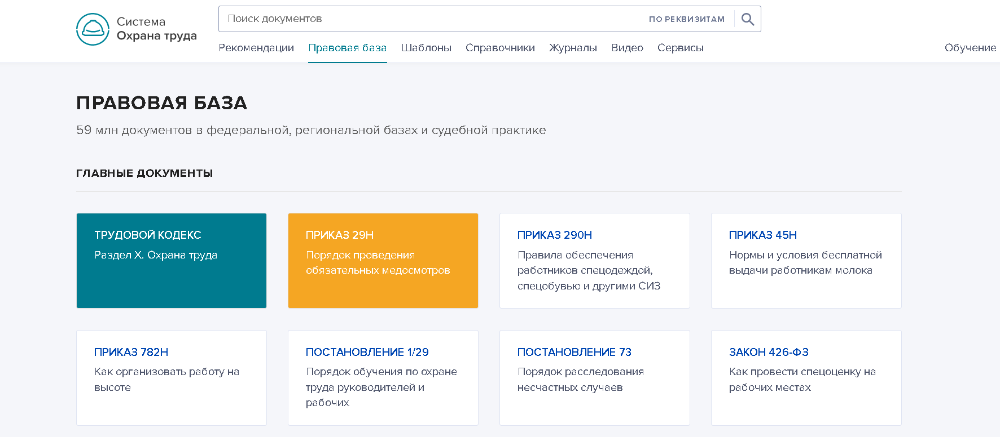 Система
Охрана труда
Поиск документов
ПО РЕКВИЗИТАМ
Рекомендации Правовая база Шаблоны Справочники Журналы Видео Сервисы Обучение
ПРАВОВАЯ БАЗА
59 млн документов в федеральной, региональной базах и судебной практике
ГЛАВНЫЕ ДОКУМЕНТЫ
ТРУДОВОЙ КОДЕКС
Раздел X. Охрана труда
ПРИКАЗ 29Н
Порядок проведения
обязательных медосмотров
ПРИКАЗ 290Н
Правила обеспечения
работников спецодеждой,
спецобувью и другими СИЗ
ПРИКАЗ 45Н
Нормы и условия бесплатной
выдачи работникам молока
ПРИКАЗ 782Н
Как организовать работу на
высоте
ПОСТАНОВЛЕНИЕ 1/29
Порядок обучения по охране
труда руководителей и
рабочих
ПОСТАНОВЛЕНИЕ 73
Порядок расследования
несчастных случаев
ЗАКОН 426-ФЗ
Как провести спецоценку на
рабочих местах